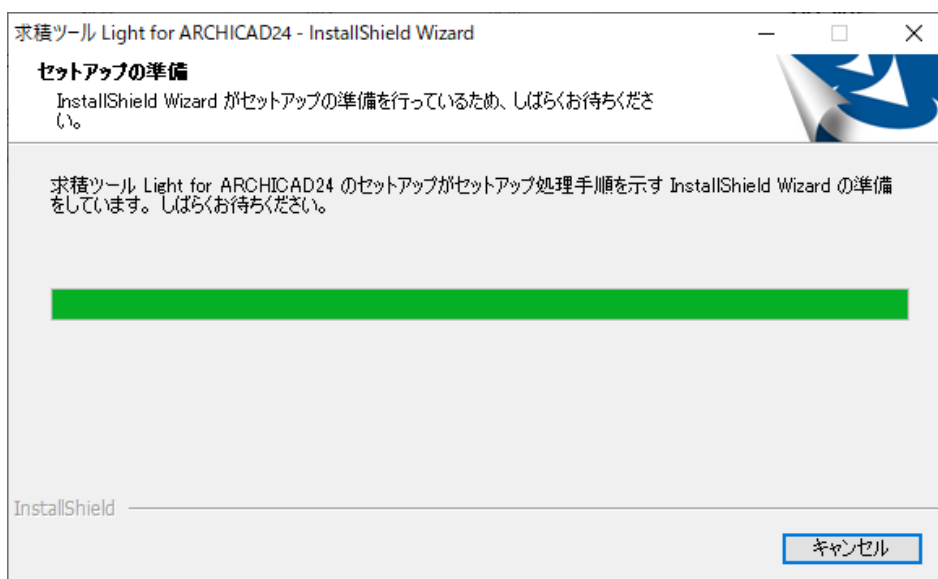 求積ツール Light for ARCHICAD24 - InstallShield Wizard
セットアップの準備
InstallShield Wizard がセットアップの準備を行っているため、しばらくお待ちくださ
い。
求積ツール Light for ARCHICAD24 のセットアップがセットアップ処理手順を示す InstallShield Wizard の準備
をしています。しばらくお待ちください。
InstallShield
キャンセル